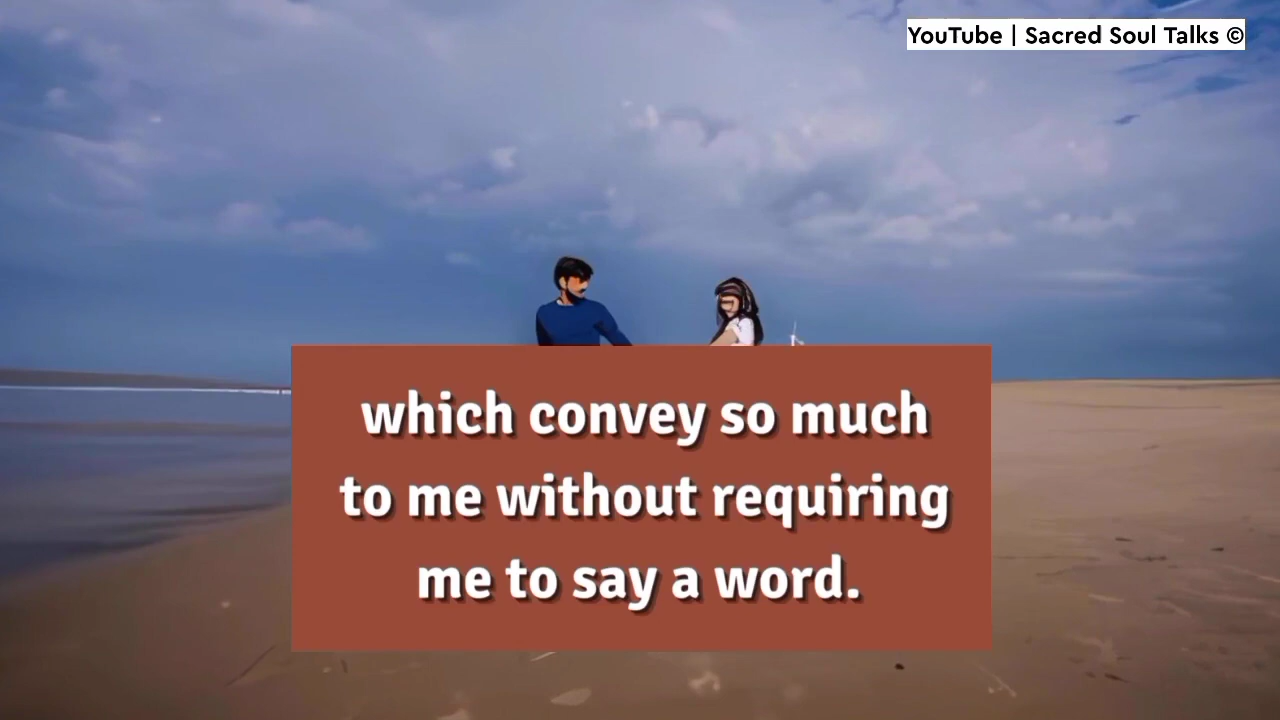 YouTube | Sacred Soul Talks ©
which convey so much
to me without requiring
me to say a word.